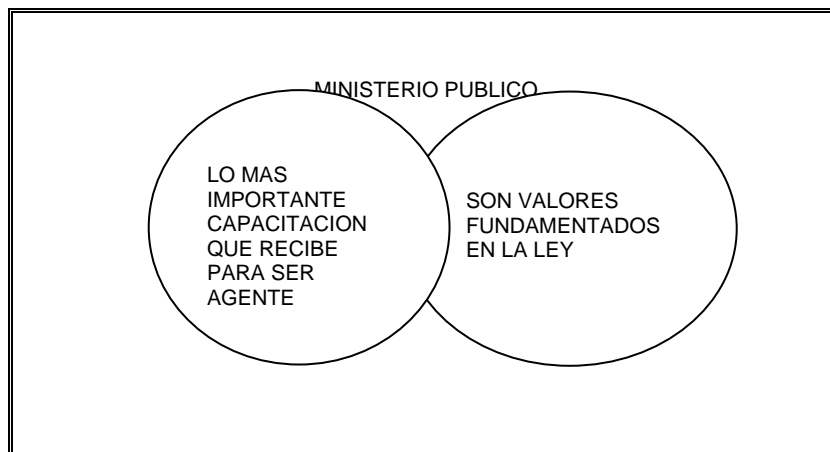 MINISTERIO PUBLICO
LO MAS
IMPORTANTE
CAPACITACION
QUE RECIBE
PARA SER
AGENTE
SON VALORES
FUNDAMENTADOS
EN LA LEY